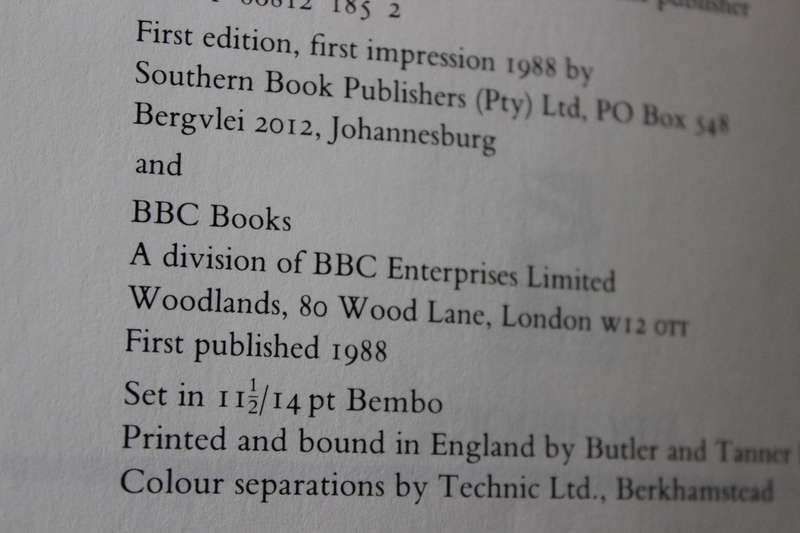 185 2 publisher
First edition, first impression 1988 by
Southern Book Publishers (Pty) Ltd, PO Box 548
Bergvlei 2012, Johannesburg
and
BBC Books
A division of BBC Enterprises Limited
Woodlands, 80 Wood Lane, London W12 0TT
First published 1988
Set in 11½/14 pt Bembo
Printed and bound in England by Butler and Tanner
Colour separations by Technic Ltd., Berkhamstead